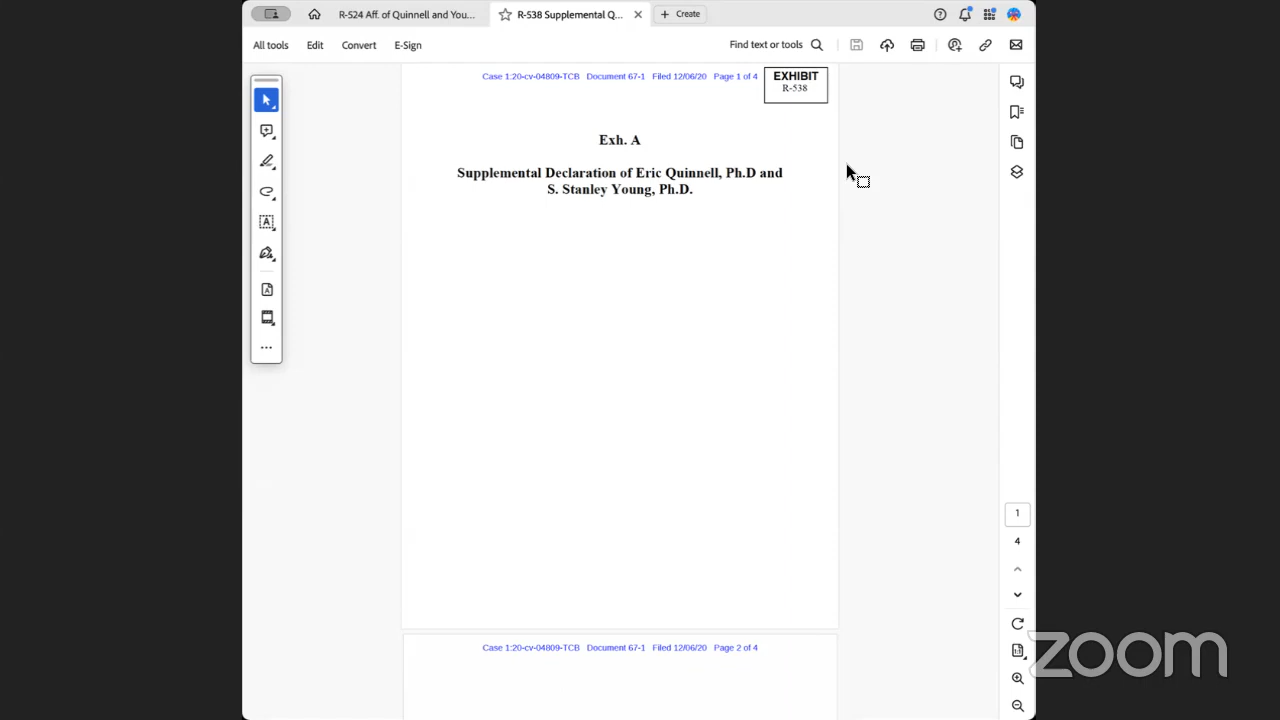 R-524 Aff. of Quinnell and You...
R-538 Supplemental Q...
Create
All tools
Edit
Convert
E-Sign
Find text or tools
Case 1:20-cv-04809-TCB Document 67-1 Filed 12/06/20 Page 1 of 4
EXHIBIT
R-538
Exh. A
Supplemental Declaration of Eric Quinnell, Ph.D and
S. Stanley Young, Ph.D.
1
4
Case 1:20-cv-04809-TCB Document 67-1 Filed 12/06/20 Page 2 of 4
zoom